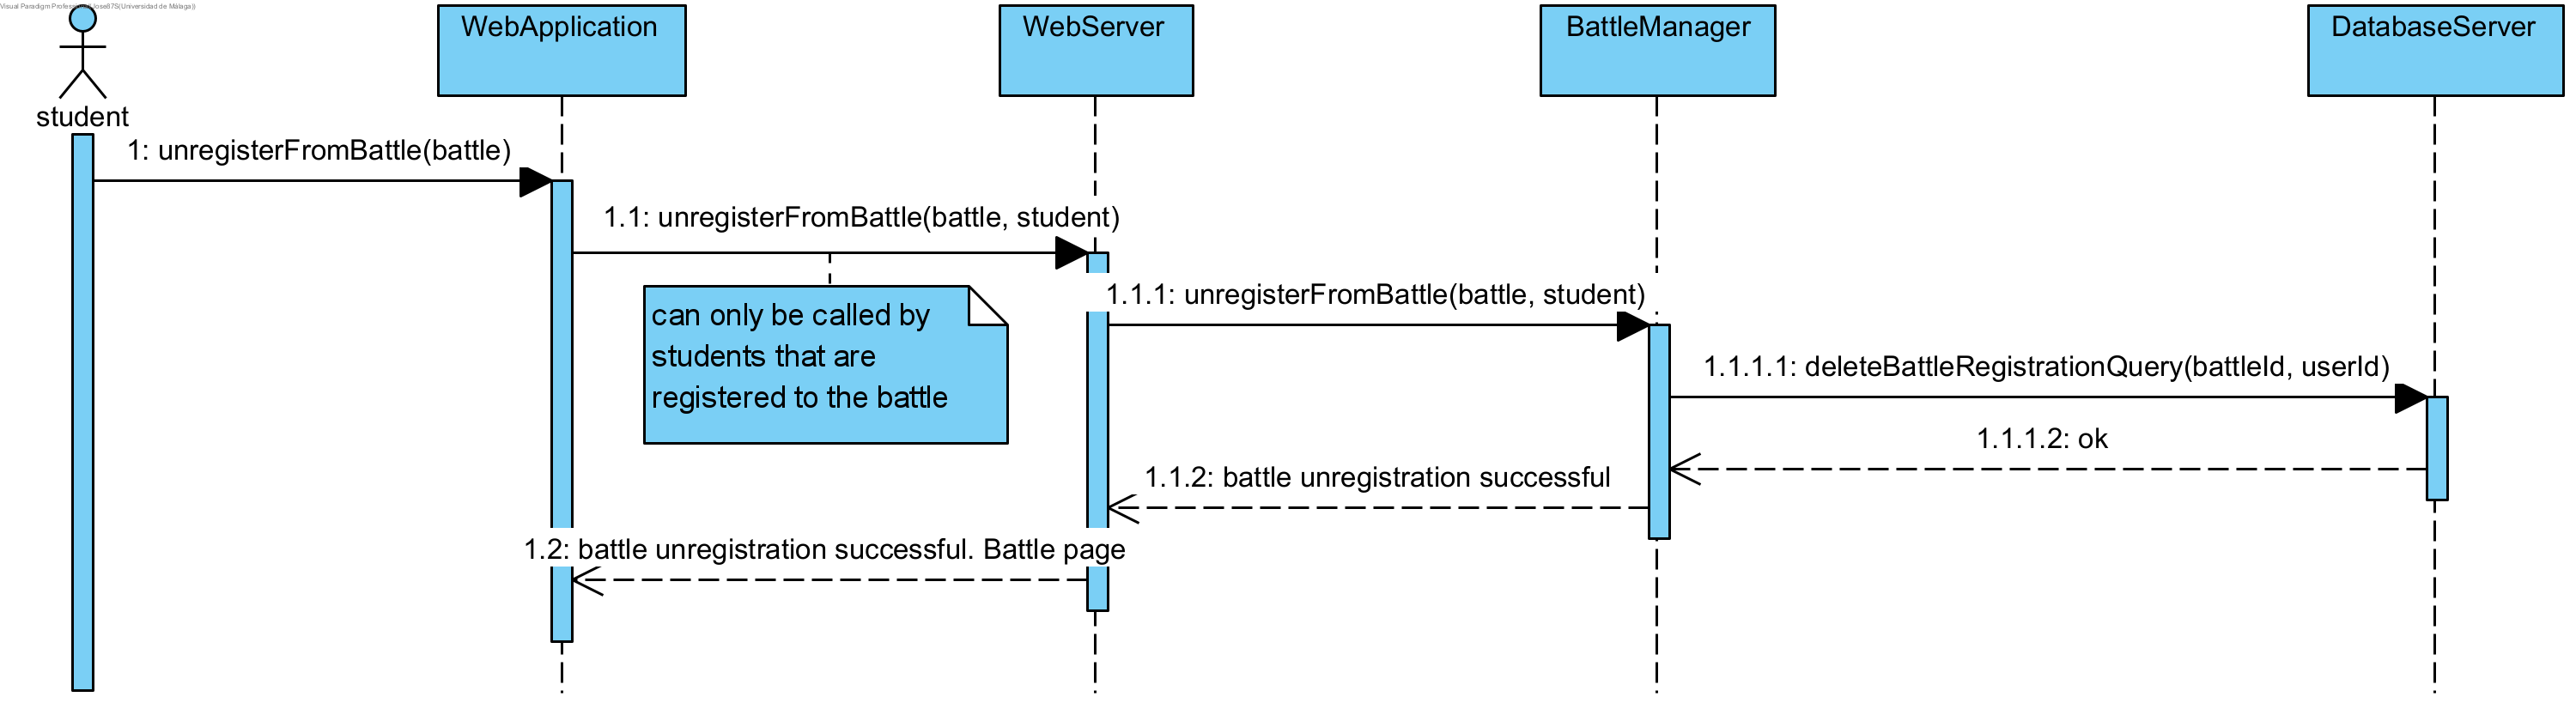 Visual Paradigm Professional(Jose87S(Universidad de Málaga))
WebApplication
WebServer
BattleManager
DatabaseServer
student
1: unregisterFromBattle(battle)
1.1: unregisterFromBattle(battle, student)
can only be called by
students that are
registered to the battle
1.1.1: unregisterFromBattle(battle, student)
1.1.1.1: deleteBattleRegistrationQuery(battleId, userId)
1.1.1.2: ok
1.1.2: battle unregistration successful
1.2: battle unregistration successful. Battle page